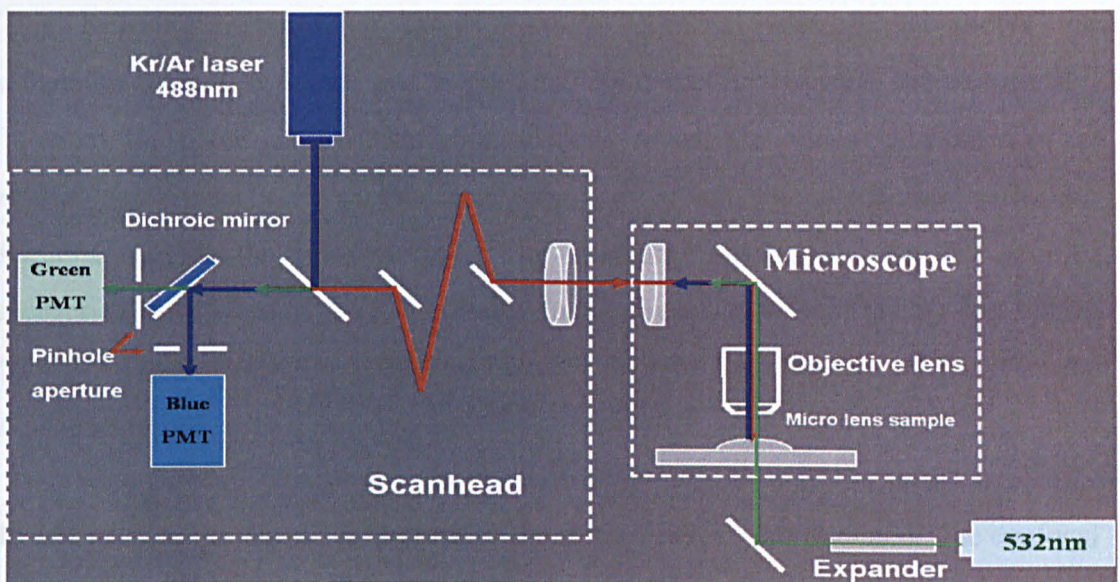 Kr/Ar laser
488nm
Dichroic mirror
Green
PMT
Pinhole
aperture
Blue
PMT
Scanhead
Microscope
Objective lens
Micro lens sample
532nm
Expander